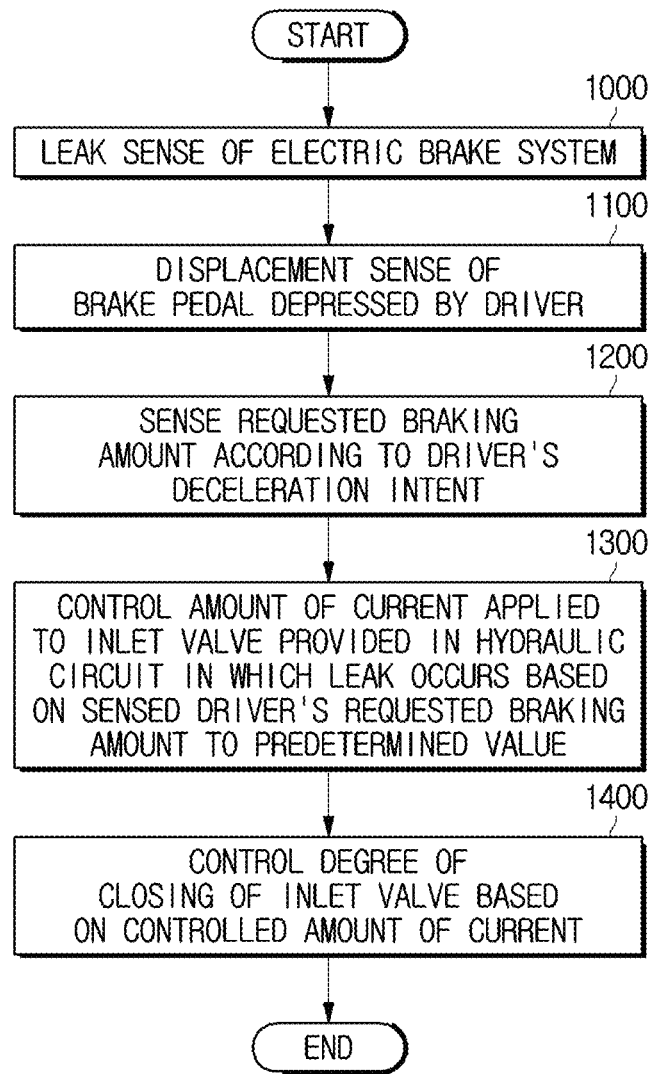 START
1000
LEAK SENSE OF ELECTRIC BRAKE SYSTEM
1100
DISPLACEMENT SENSE OF
BRAKE PEDAL DEPRESSED BY DRIVER
1200
SENSE REQUESTED BRAKING
AMOUNT ACCORDING TO DRIVER'S
DECELERATION INTENT
1300
CONTROL AMOUNT OF CURRENT APPLIED
TO INLET VALVE PROVIDED IN HYDRAULIC
CIRCUIT IN WHICH LEAK OCCURS BASED
ON SENSED DRIVER'S REQUESTED BRAKING
AMOUNT TO PREDETERMINED VALUE
1400
CONTROL DEGREE OF
CLOSING OF INLET VALVE BASED
ON CONTROLLED AMOUNT OF CURRENT
END